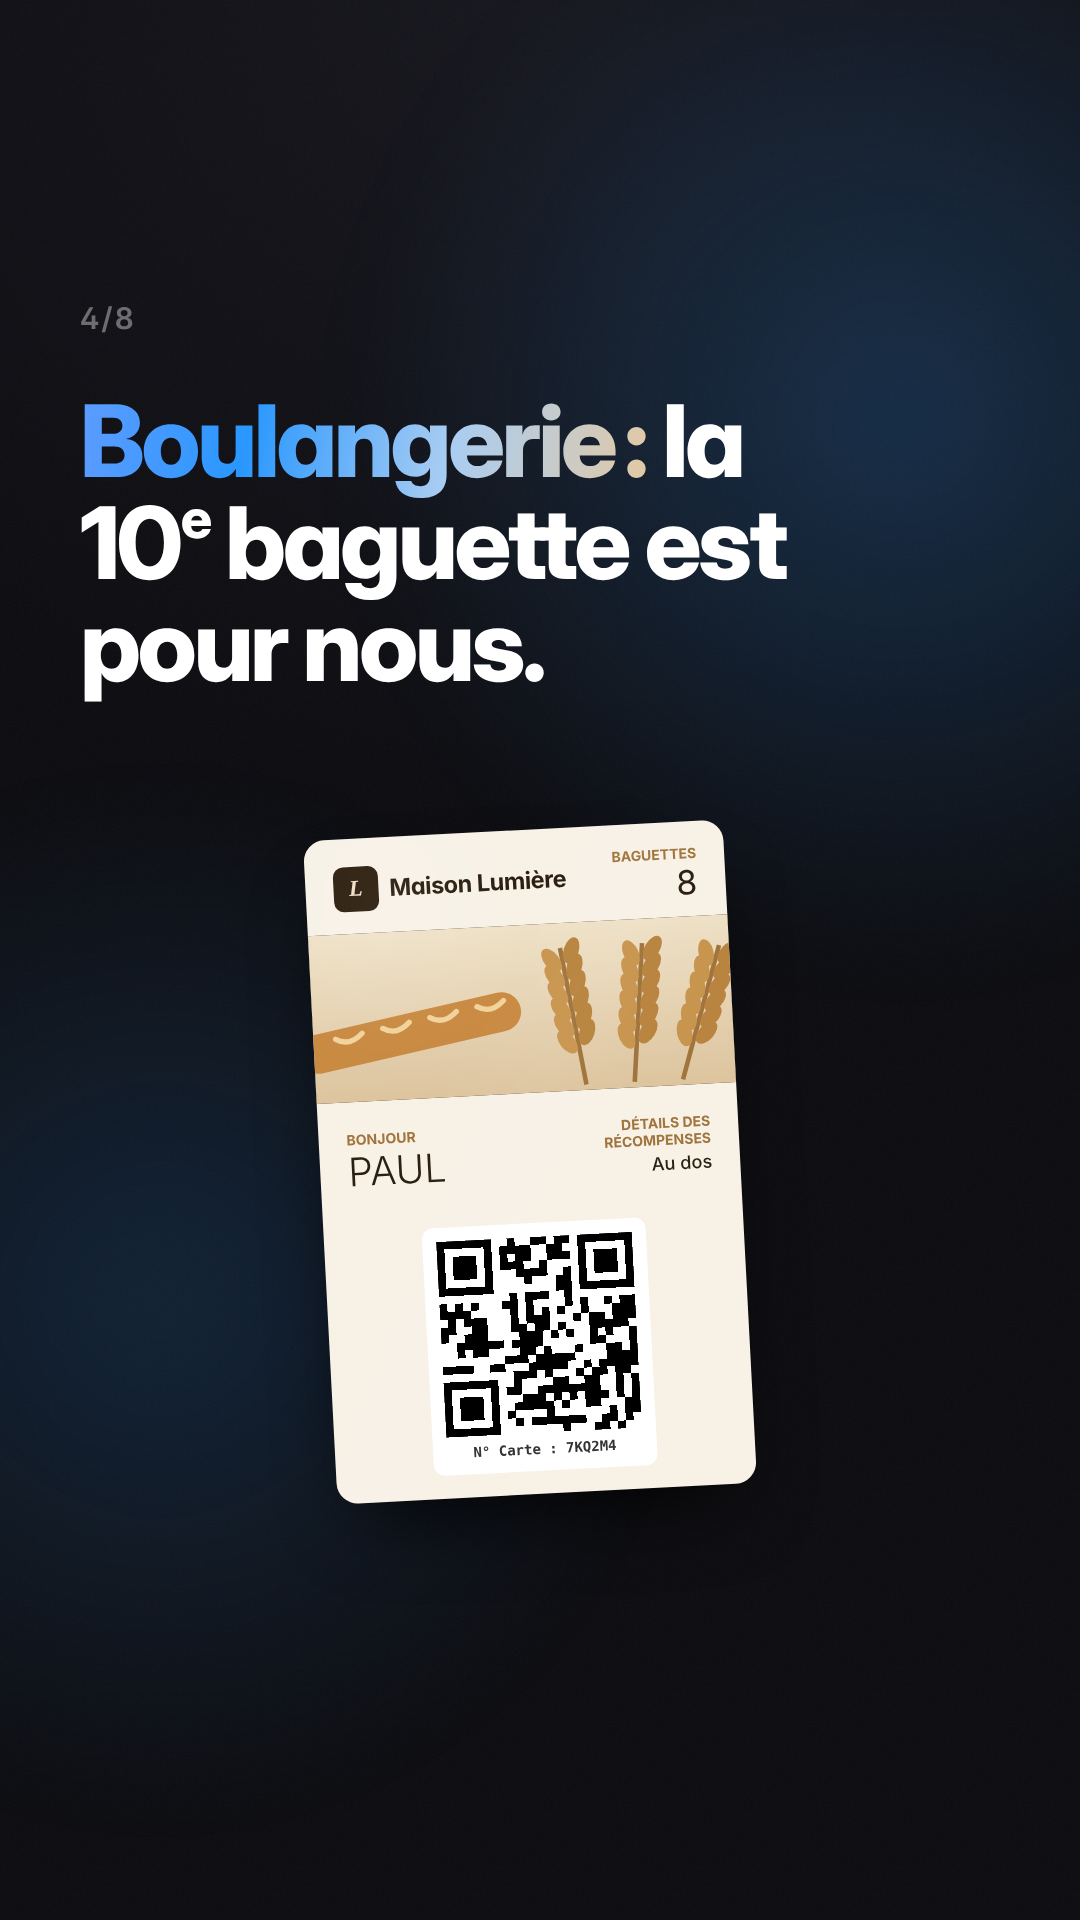 4/8
Boulangerie : la
10e baguette est
pour nous.
L
Maison Lumière
BAGUETTES
8
BONJOUR
PAUL
DÉTAILS DES
RÉCOMPENSES
Au dos
N° Carte : 7KQ2M4